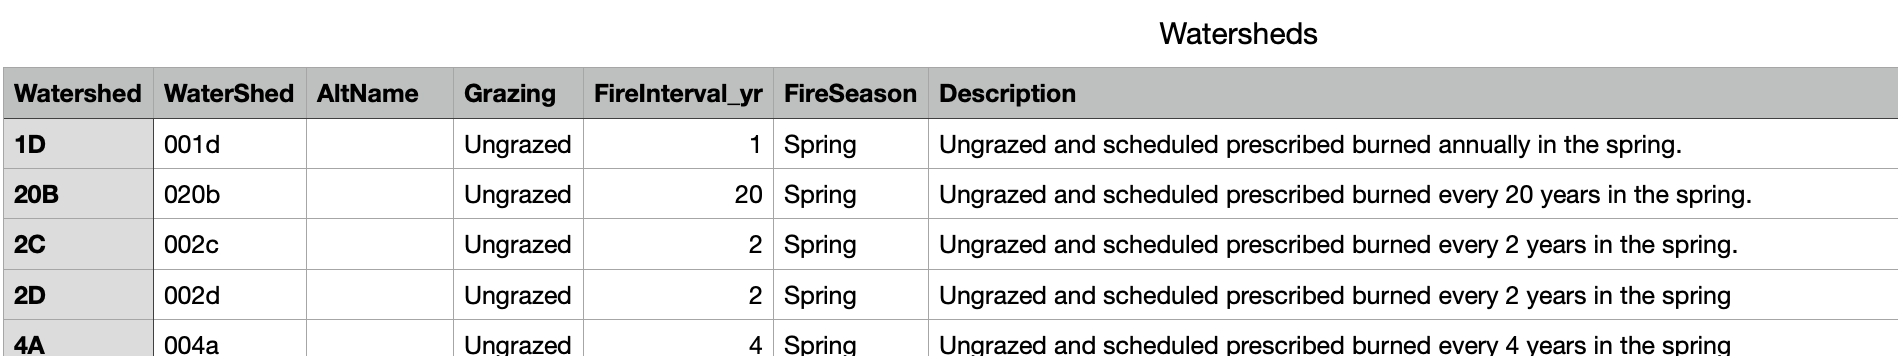 Watersheds
Watershed WaterShed AltName Grazing FireInterval_yr FireSeason Description
1D 001d Ungrazed 1 Spring Ungrazed and scheduled prescribed burned annually in the spring.
20B 020b Ungrazed 20 Spring Ungrazed and scheduled prescribed burned every 20 years in the spring.
2C 002c Ungrazed 2 Spring Ungrazed and scheduled prescribed burned every 2 years in the spring.
2D 002d Ungrazed 2 Spring Ungrazed and scheduled prescribed burned every 2 years in the spring
4A 004a Ungrazed 4 Spring Ungrazed and scheduled prescribed burned every 4 years in the spring